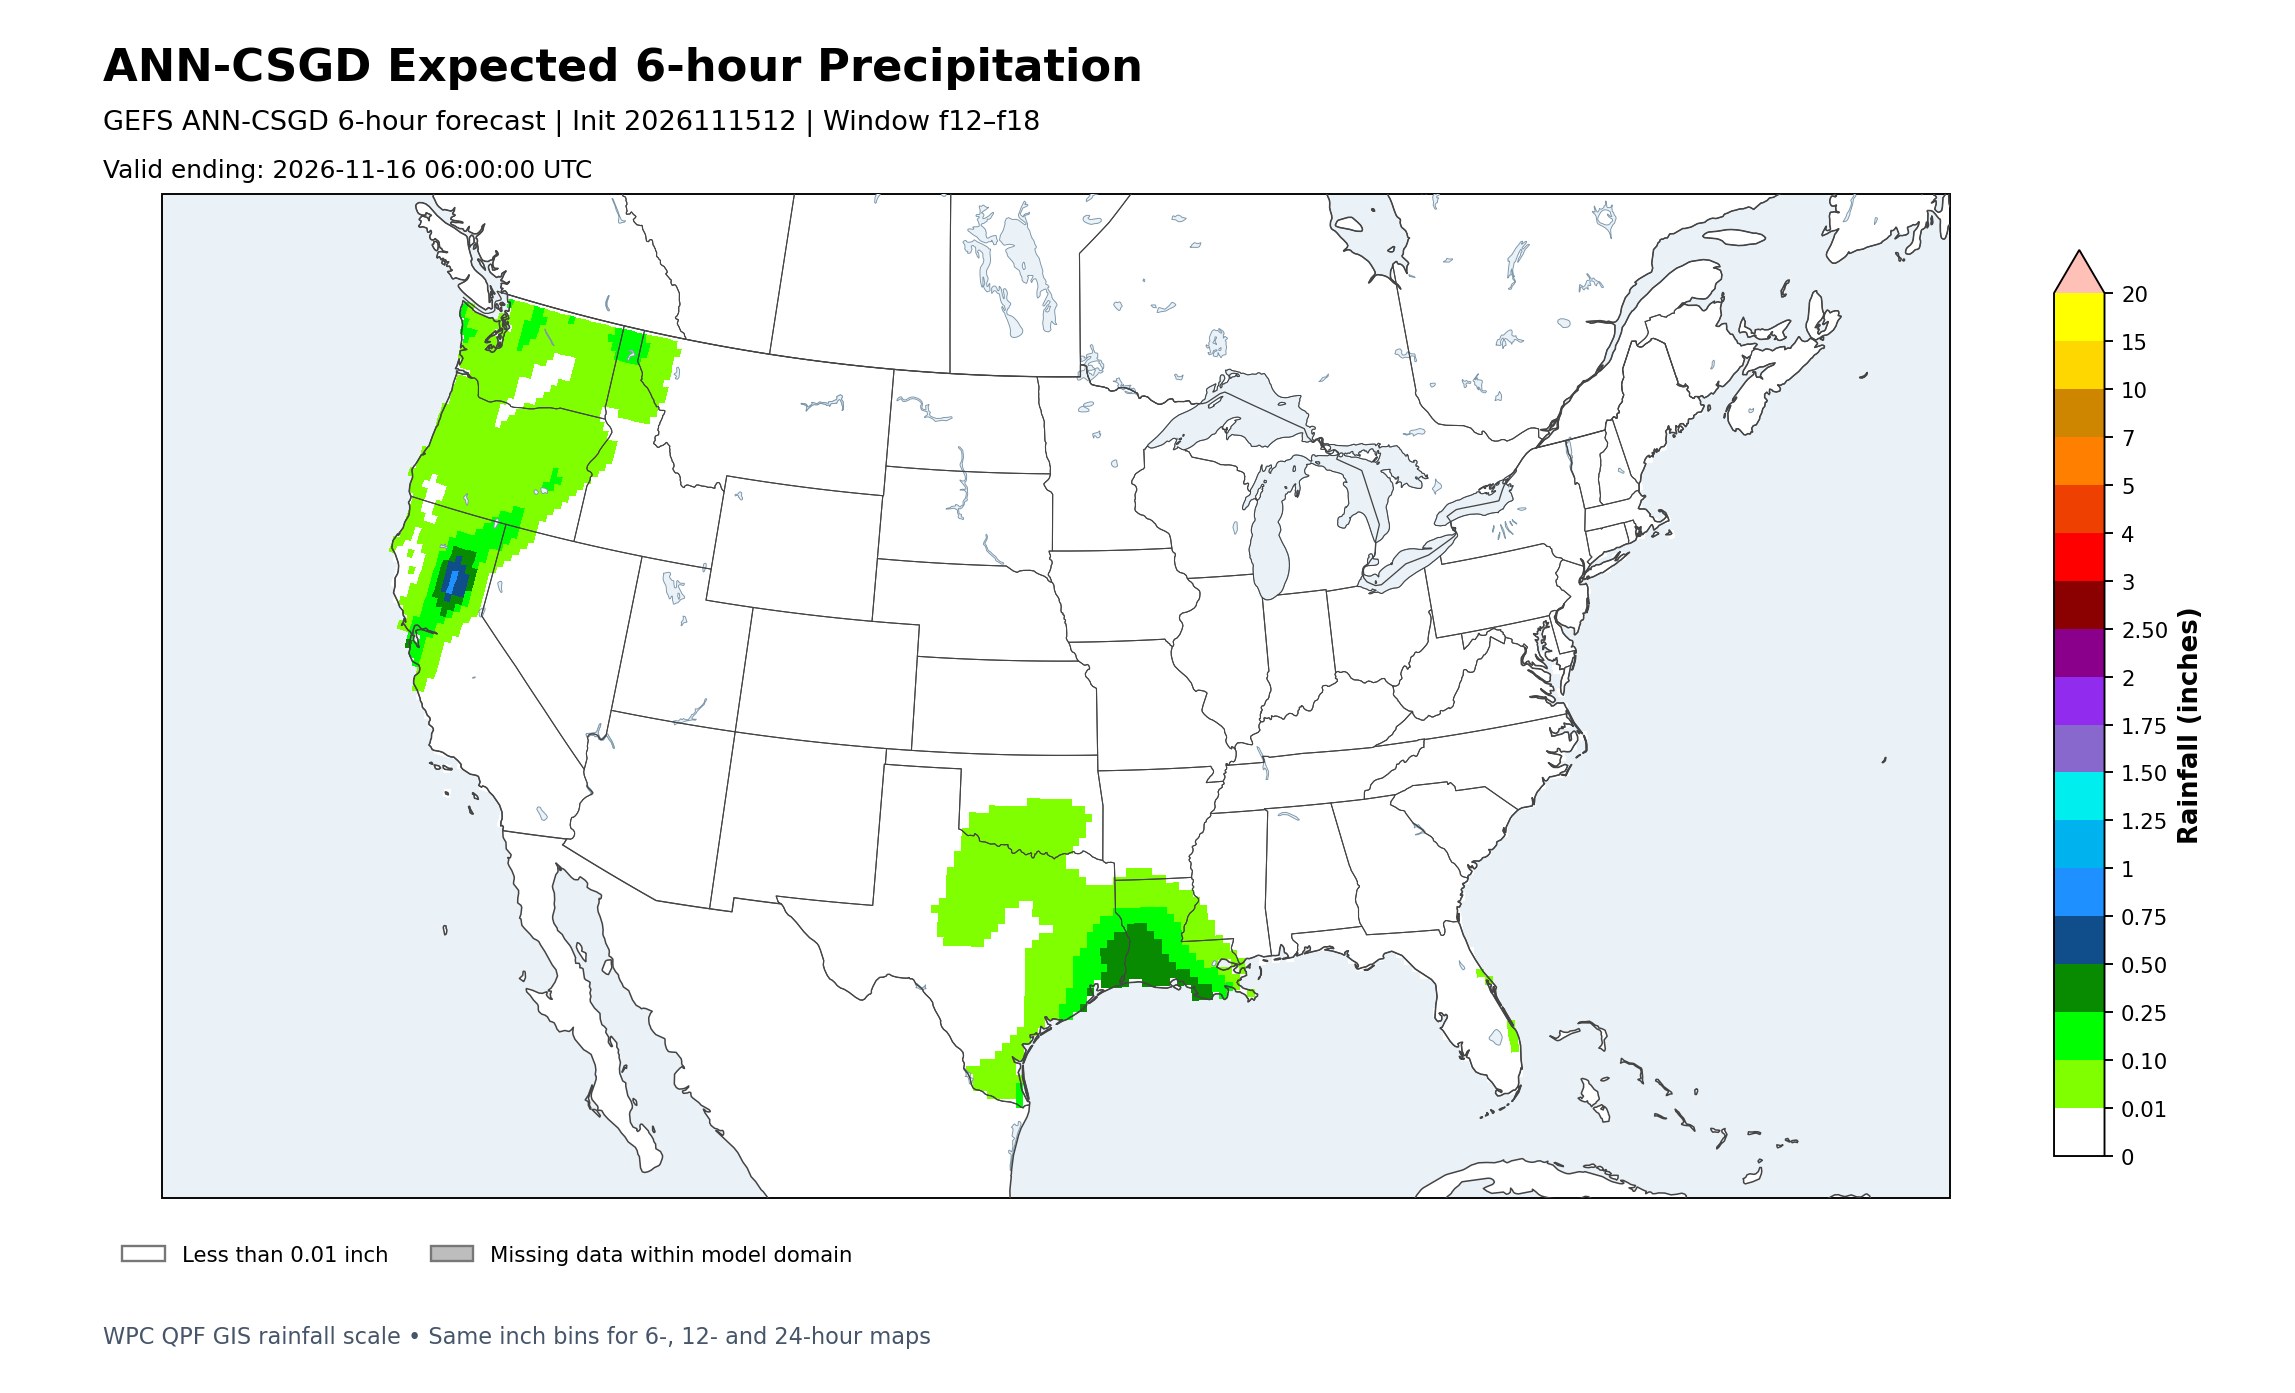 ANN-CSGD Expected 6-hour Precipitation
GEFS ANN-CSGD 6-hour forecast | Init 2026111512 | Window f12–f18
Valid ending: 2026-11-16 06:00:00 UTC
20
15
10
7
5
4
3
2.50
2
1.75
1.50
1.25
1
0.75
0.50
0.25
0.10
0.01
0
Rainfall (inches)
Less than 0.01 inch
Missing data within model domain
WPC QPF GIS rainfall scale • Same inch bins for 6-, 12- and 24-hour maps